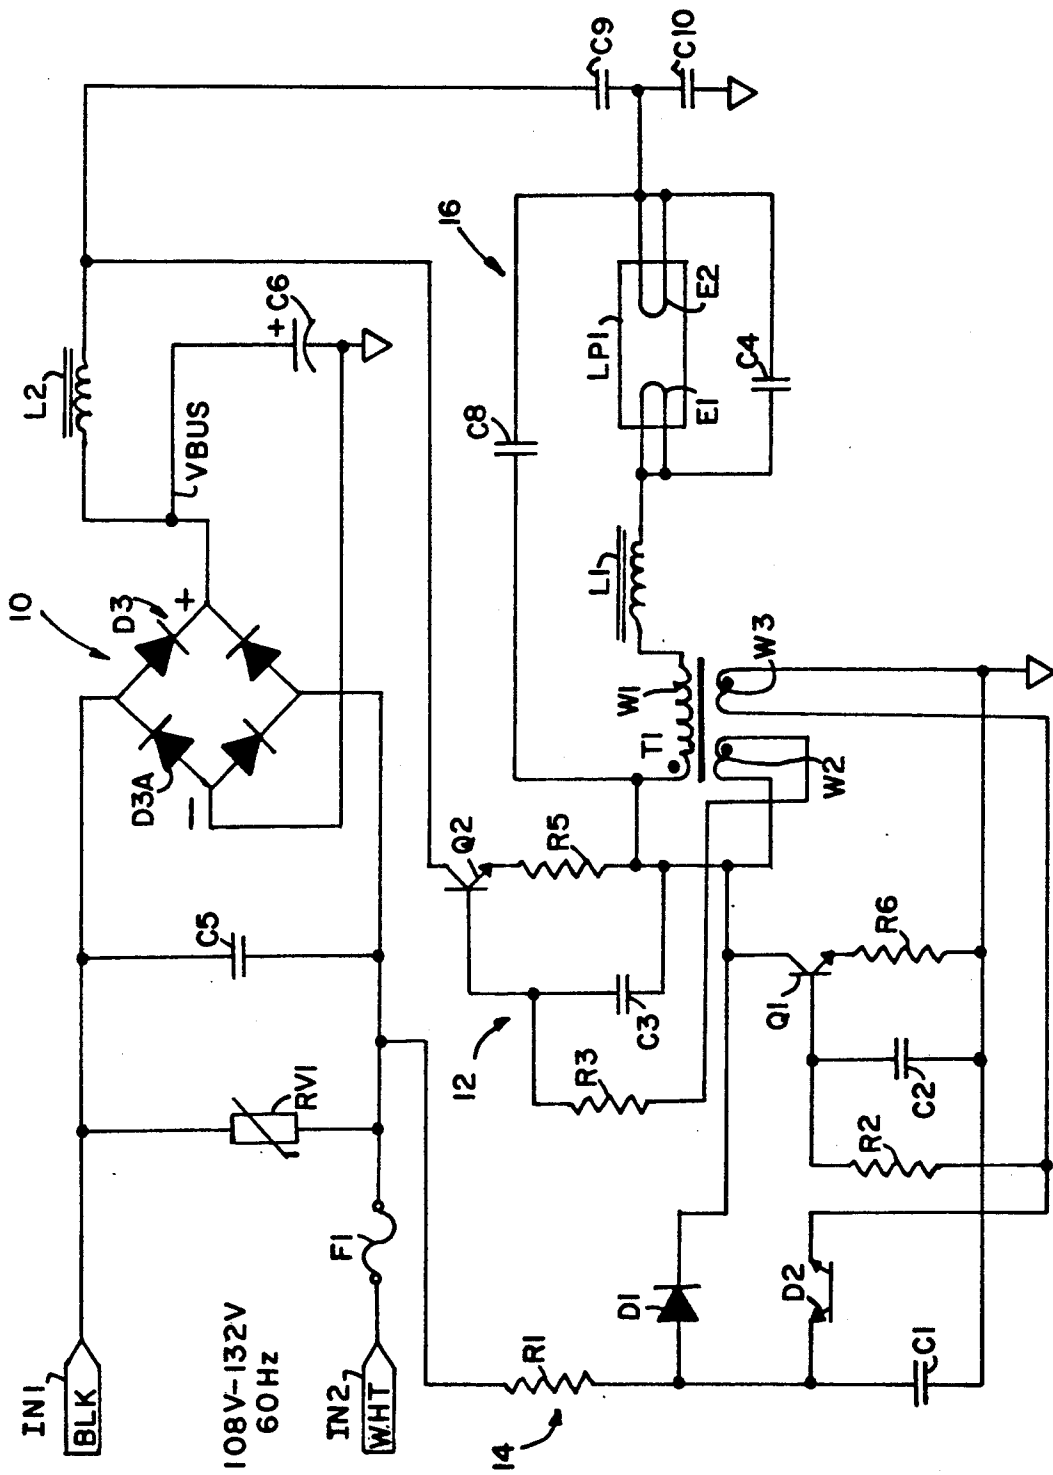 IN1
BLK
108V-132V
60Hz
IN2
WHT
F1
RV1
C5
10
D3
D3A
+
−
L2
VBUS
+
C6
C9
C10
16
C8
LP1
E1
E2
C4
L1
T1
W1
W2
W3
Q2
R5
12
C3
R3
Q1
R6
C2
R2
D1
D2
R1
C1
14